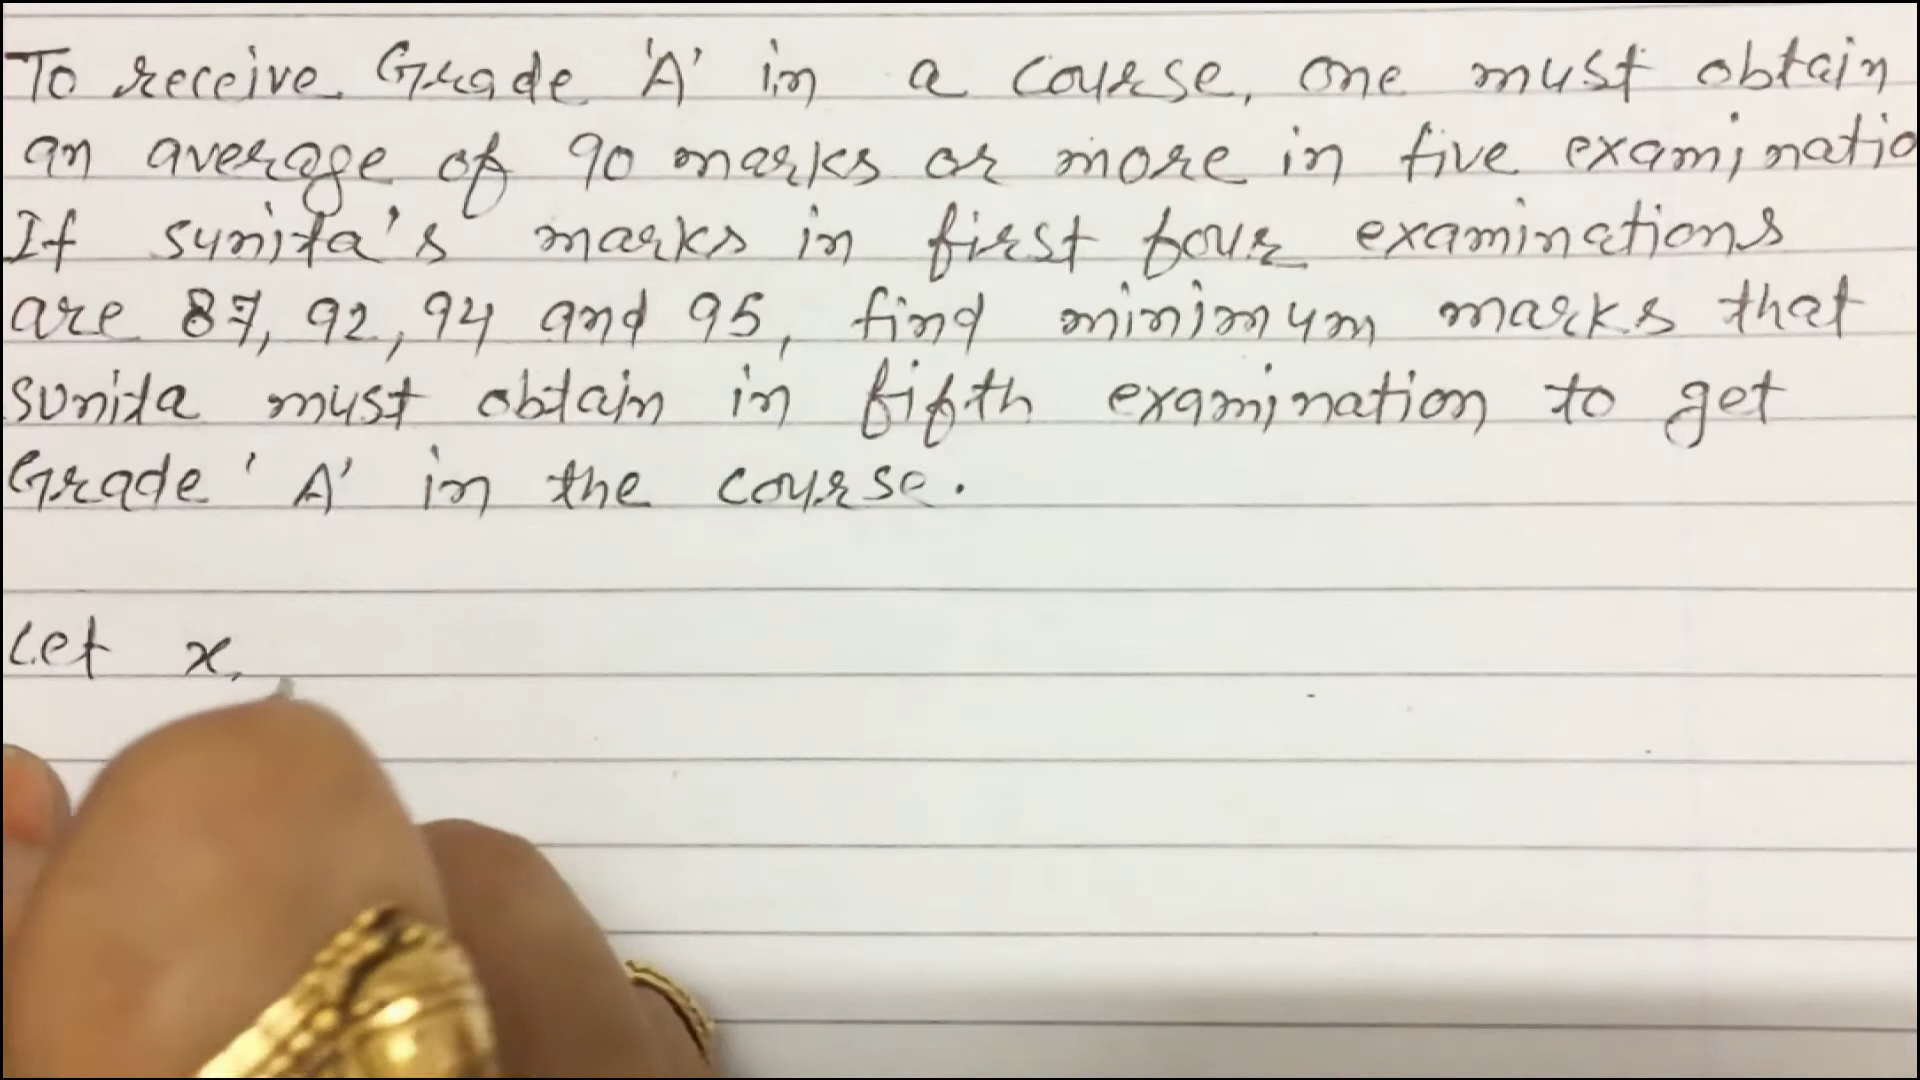 To receive Grade 'A' in a course, one must obtain
an average of 90 marks or more in five examinatio
If sunita's marks in first four examinations
are 87, 92, 94 and 95, find minimum marks that
sunita must obtain in fifth examination to get
Grade 'A' in the course.
Let x,